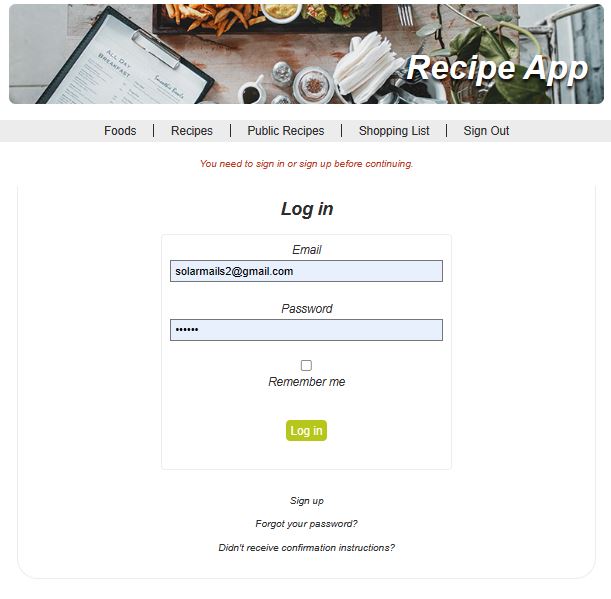 ALL DAY
BREAKFAST
Smoothie Bowls
Recipe App
Foods | Recipes | Public Recipes | Shopping List | Sign Out
You need to sign in or sign up before continuing.
Log in
Email
solarmails2@gmail.com
Password
••••••
Remember me
Log in
Sign up
Forgot your password?
Didn't receive confirmation instructions?